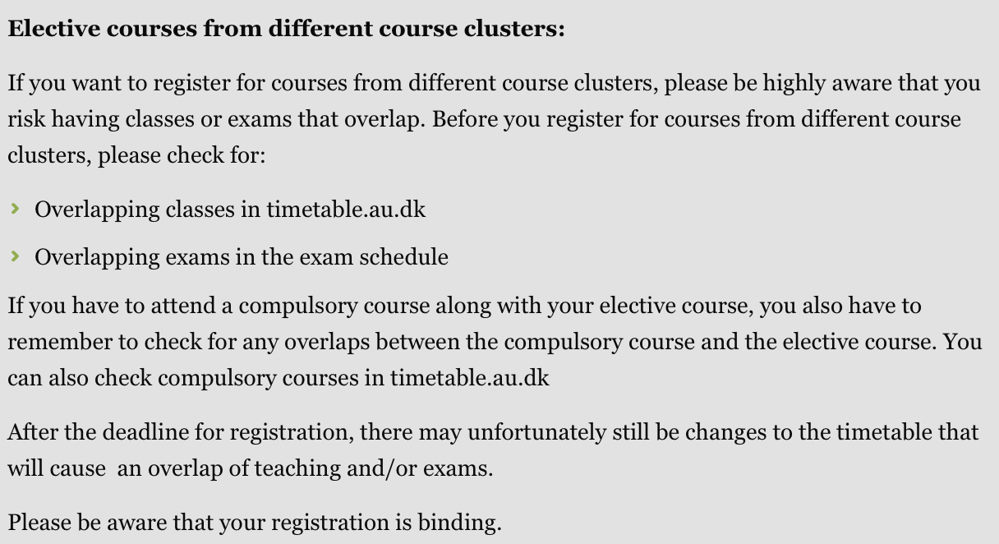 Elective courses from different course clusters:
If you want to register for courses from different course clusters, please be highly aware that you
risk having classes or exams that overlap. Before you register for courses from different course
clusters, please check for:
Overlapping classes in timetable.au.dk
Overlapping exams in the exam schedule
If you have to attend a compulsory course along with your elective course, you also have to
remember to check for any overlaps between the compulsory course and the elective course. You
can also check compulsory courses in timetable.au.dk
After the deadline for registration, there may unfortunately still be changes to the timetable that
will cause  an overlap of teaching and/or exams.
Please be aware that your registration is binding.